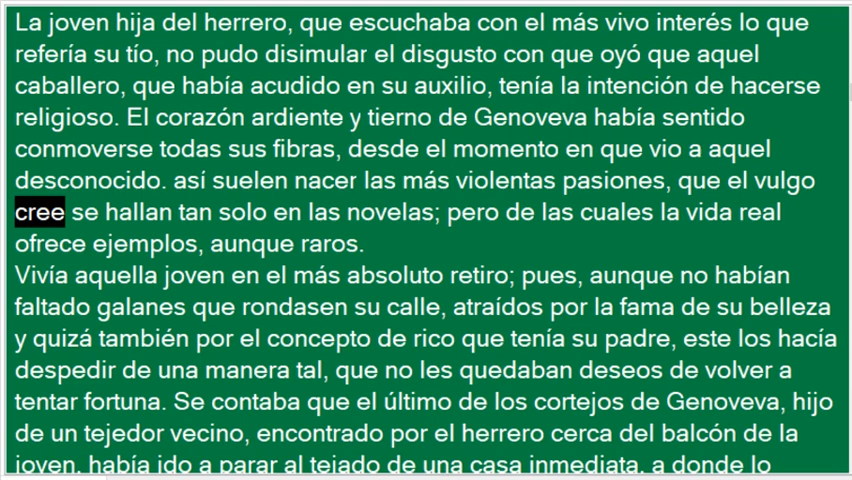 La joven hija del herrero, que escuchaba con el más vivo interés lo que
refería su tío, no pudo disimular el disgusto con que oyó que aquel
caballero, que había acudido en su auxilio, tenía la intención de hacerse
religioso. El corazón ardiente y tierno de Genoveva había sentido
conmoverse todas sus fibras, desde el momento en que vio a aquel
desconocido. así suelen nacer las más violentas pasiones, que el vulgo
cree se hallan tan solo en las novelas; pero de las cuales la vida real
ofrece ejemplos, aunque raros.
Vivía aquella joven en el más absoluto retiro; pues, aunque no habían
faltado galanes que rondasen su calle, atraídos por la fama de su belleza
y quizá también por el concepto de rico que tenía su padre, este los hacía
despedir de una manera tal, que no les quedaban deseos de volver a
tentar fortuna. Se contaba que el último de los cortejos de Genoveva, hijo
de un tejedor vecino, encontrado por el herrero cerca del balcón de la
joven, había ido a parar al tejado de una casa inmediata, a donde lo